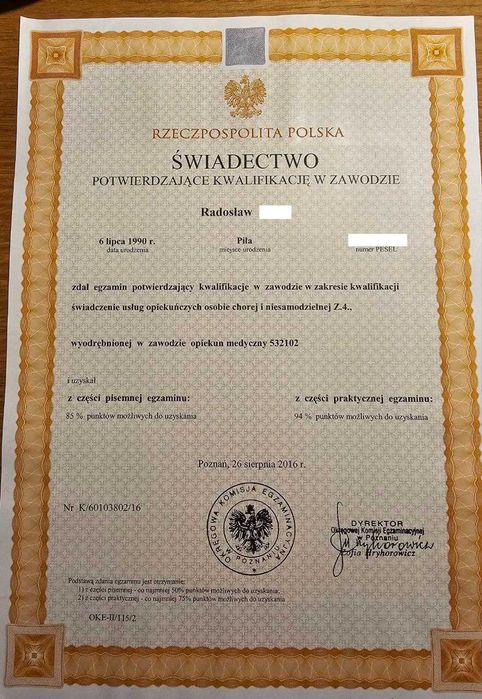 RZECZPOSPOLITA POLSKA
ŚWIADECTWO
POTWIERDZAJĄCE KWALIFIKACJĘ W ZAWODZIE
Radosław
6 lipca 1990 r. Piła
data urodzenia miejsce urodzenia numer PESEL
zdał egzamin potwierdzający kwalifikacje w zawodzie w zakresie kwalifikacji
świadczenie usług opiekuńczych osobie chorej i niesamodzielnej Z.4.,
wyodrębnionej w zawodzie opiekun medyczny 532102
i uzyskał
z części pisemnej egzaminu: z części praktycznej egzaminu:
85 % punktów możliwych do uzyskania 94 % punktów możliwych do uzyskania
Poznań, 26 sierpnia 2016 r.
Nr K/60103802/16
OKRĘGOWA KOMISJA EGZAMINACYJNA
W POZNANIU
DYREKTOR
Okręgowej Komisji Egzaminacyjnej
w Poznaniu
Zofia Hryhorowicz
Podstawą zdania egzaminu jest otrzymanie:
1) z części pisemnej - co najmniej 50% punktów możliwych do uzyskania;
2) z części praktycznej - co najmniej 75% punktów możliwych do uzyskania
OKE-II/115/2